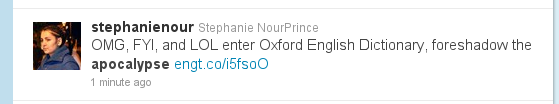 stephanienour Stephanie NourPrince
OMG, FYI, and LOL enter Oxford English Dictionary, foreshadow the
apocalypse engt.co/i5fsoO
1 minute ago